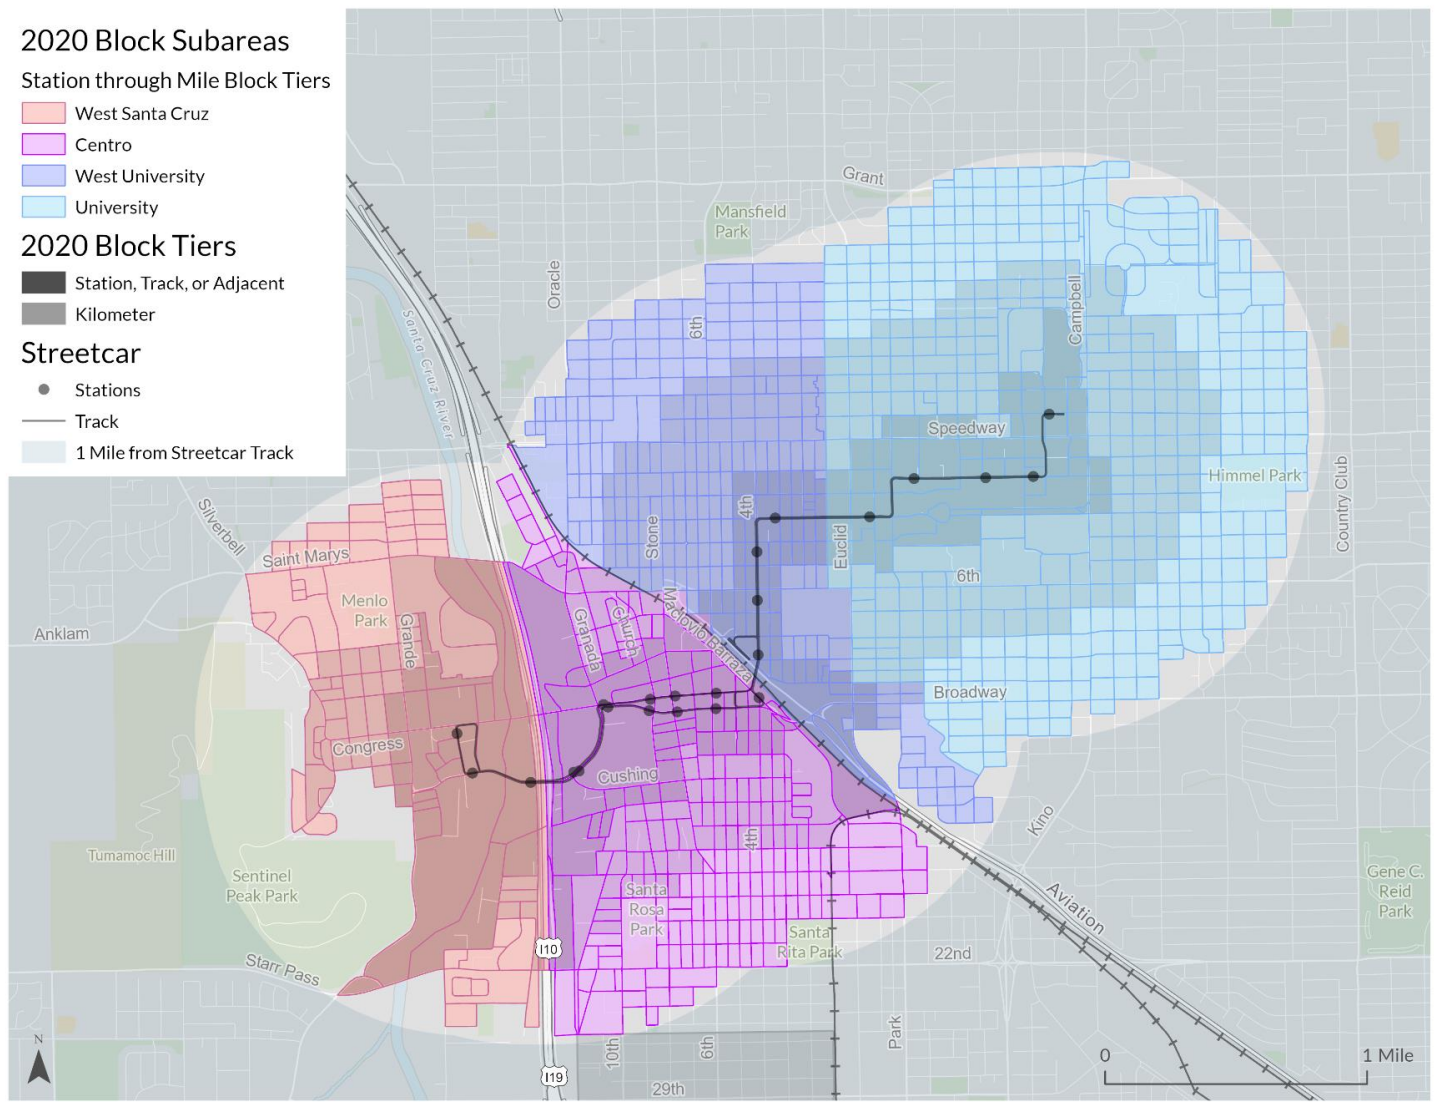 2020 Block Subareas
Station through Mile Block Tiers
West Santa Cruz
Centro
West University
University
2020 Block Tiers
Station, Track, or Adjacent
Kilometer
Streetcar
Stations
Track
1 Mile from Streetcar Track
Grant
Mansfield
Park
Oracle
6th
Campbell
Santa Cruz River
Speedway
Himmel Park
Country Club
Silverbell
4th
Stone
Euclid
Saint Marys
6th
Menlo
Park
Anklam
Grande
Granada
Church
Maclovio Barraza
Broadway
Congress
Cushing
Kino
4th
Tumamoc Hill
Sentinel
Peak Park
Santa
Rosa
Park
Aviation
Gene C.
Reid
Park
Santa
Rita Park
22nd
I10
Starr Pass
N
10th
6th
Park
0
1 Mile
I19
29th